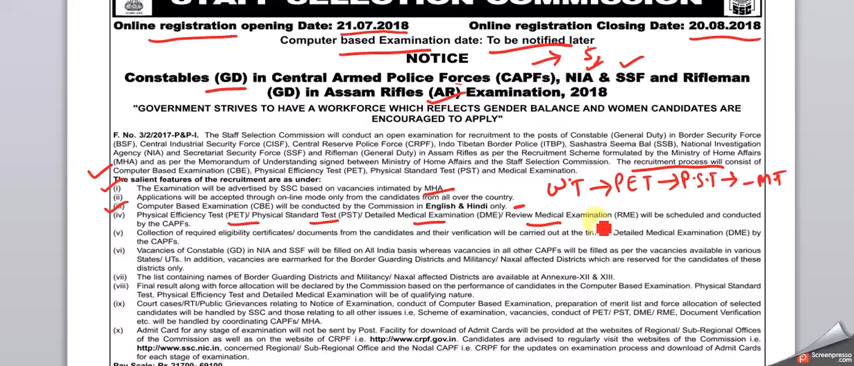 STAFF SELECTION COMMISSION
Online registration opening Date: 21.07.2018 Online registration Closing Date: 20.08.2018
Computer based Examination date: To be notified later
NOTICE
Constables (GD) in Central Armed Police Forces (CAPFs), NIA & SSF and Rifleman
(GD) in Assam Rifles (AR) Examination, 2018
"GOVERNMENT STRIVES TO HAVE A WORKFORCE WHICH REFLECTS GENDER BALANCE AND WOMEN CANDIDATES ARE
ENCOURAGED TO APPLY"
F. No. 3/2/2017-P&P-I. The Staff Selection Commission will conduct an open examination for recruitment to the posts of Constable (General Duty) in Border Security Force
(BSF), Central Industrial Security Force (CISF), Central Reserve Police Force (CRPF), Indo Tibetan Border Police (ITBP), Sashastra Seema Bal (SSB), National Investigation
Agency (NIA) and Secretariat Security Force (SSF) and Rifleman (General Duty) in Assam Rifles as per the Recruitment Scheme formulated by the Ministry of Home Affairs
(MHA) and as per the Memorandum of Understanding signed between Ministry of Home Affairs and the Staff Selection Commission. The recruitment process will consist of
Computer Based Examination (CBE), Physical Efficiency Test (PET), Physical Standard Test (PST) and Medical Examination.
The salient features of the recruitment are as under:
W.T → PET → P.S.T → M.T
(i) The Examination will be advertised by SSC based on vacancies intimated by MHA.
(ii) Applications will be accepted through on-line mode only from the candidates from all over the country.
(iii) Computer Based Examination (CBE) will be conducted by the Commission in English & Hindi only.
(iv) Physical Efficiency Test (PET)/ Physical Standard Test (PST)/ Detailed Medical Examination (DME)/ Review Medical Examination (RME) will be scheduled and conducted
by the CAPFs.
(v) Collection of required eligibility certificates/ documents from the candidates and their verification will be carried out at the Detailed Medical Examination (DME) by
the CAPFs.
(vi) Vacancies of Constable (GD) in NIA and SSF will be filled on All India basis whereas vacancies in all other CAPFs will be filled as per the vacancies available in various
States/ UTs. In addition, vacancies are earmarked for the Border Guarding Districts and Militancy/ Naxal affected Districts which are reserved for the candidates of these
districts only.
(vii) The list containing names of Border Guarding Districts and Militancy/ Naxal affected Districts are available at Annexure-XII & XIII.
(viii) Final result along with force allocation will be declared by the Commission based on the performance of candidates in the Computer Based Examination. Physical Standard
Test, Physical Efficiency Test and Detailed Medical Examination will be of qualifying nature.
(ix) Court cases/RTI/Public Grievances relating to Notice of Examination, conduct of Computer Based Examination, preparation of merit list and force allocation of selected
candidates will be handled by SSC and those relating to all other issues i.e, Scheme of examination, vacancies, conduct of PET/ PST, DME/ RME, Document Verification
etc. will be handled by coordinating CAPFs/ MHA.
(x) Admit Card for any stage of examination will not be sent by Post. Facility for download of Admit Cards will be provided at the websites of Regional/ Sub-Regional Offices
of the Commission as well as on the website of CRPF i.e. http://www.crpf.gov.in. Candidates are advised to regularly visit the websites of the Commission i.e.
http://www.ssc.nic.in, concerned Regional/ Sub-Regional Office and the Nodal CAPF i.e. CRPF for the updates on examination process and download of Admit Cards
for each stage of examination.
Pay Scale: Rs 21700- 69100
Screenpresso